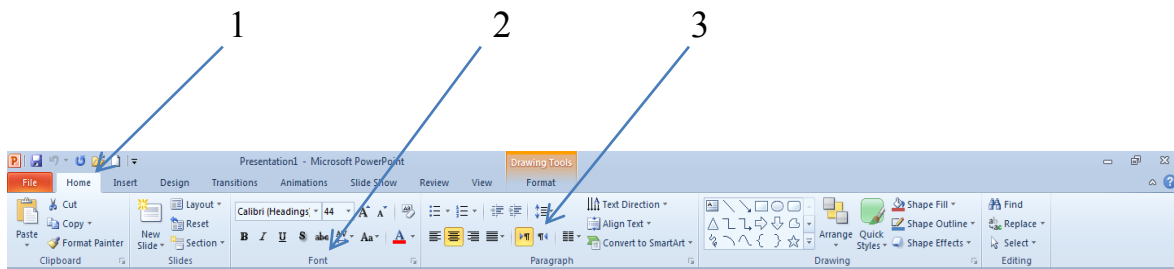 1 2 3
Presentation1 - Microsoft PowerPoint Drawing Tools
File Home Insert Design Transitions Animations Slide Show Review View Format
Cut Layout Calibri (Headings) 44 A A Text Direction Shape Fill Find
Copy Reset Align Text Shape Outline Replace
Paste Format Painter New Slide Section B I U S abc AV Aa A Convert to SmartArt Arrange Quick Styles Shape Effects Select
Clipboard Slides Font Paragraph Drawing Editing